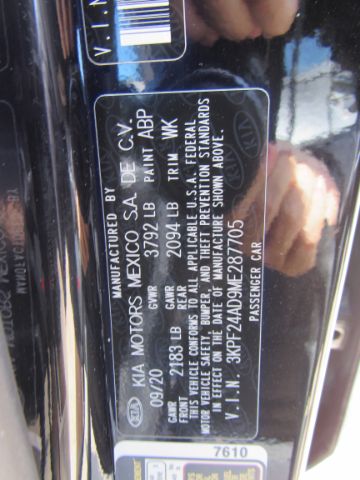 MANUFACTURED BY
KIA MOTORS MEXICO S.A. DE C.V.
09/20 GVWR 3792 LB PAINT ABP
GAWR FRONT 2183 LB GAWR REAR 2094 LB TRIM WK
THIS VEHICLE CONFORMS TO ALL APPLICABLE U.S.A. FEDERAL
MOTOR VEHICLE SAFETY, BUMPER, AND THEFT PREVENTION STANDARDS
IN EFFECT ON THE DATE OF MANUFACTURE SHOWN ABOVE.
V.I.N. 3KPF24AD9ME287705
PASSENGER CAR
KIA
7610
V.I.N